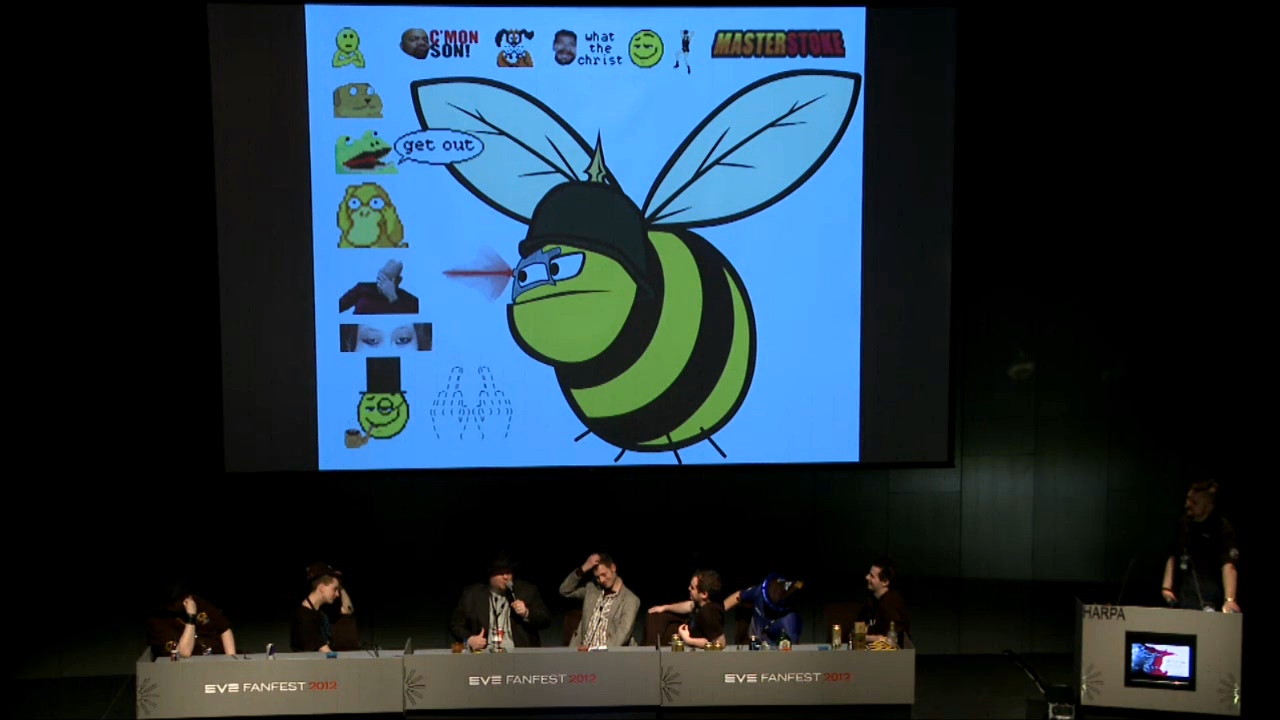 C'MON
SON!
what
the
christ
MASTERSTOKE
get out
HARPA
EVE FANFEST 2012
EVE FANFEST 2012
EVE FANFEST 2012